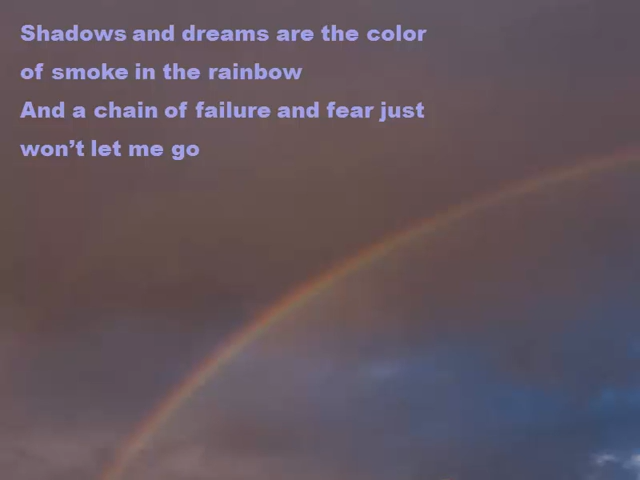 Shadows and dreams are the color
of smoke in the rainbow
And a chain of failure and fear just
won’t let me go